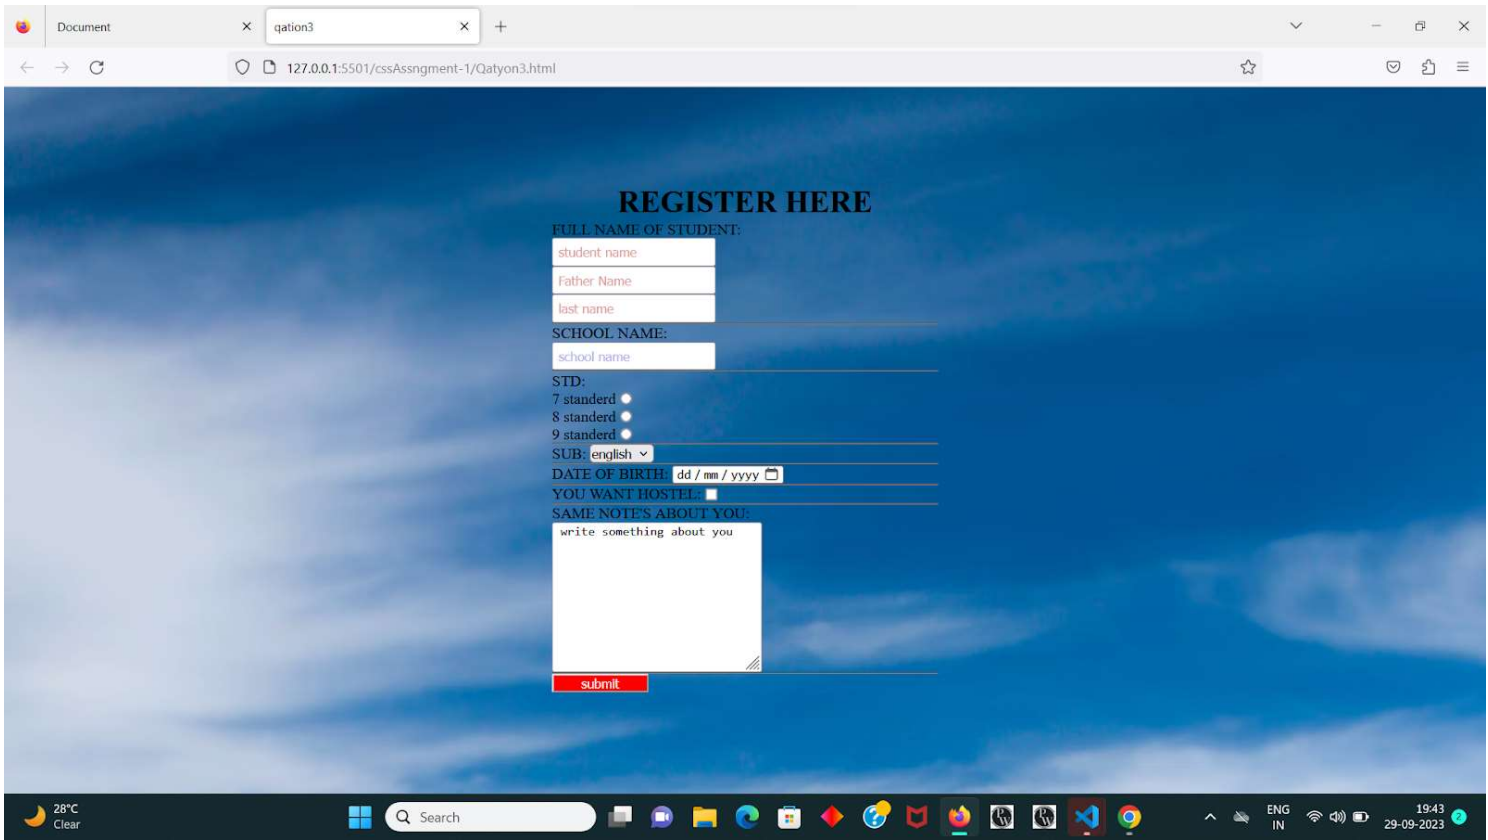 Document
qation3
127.0.0.1:5501/cssAssngment-1/Qatyon3.html
REGISTER HERE
FULL NAME OF STUDENT:
student name
Father Name
last name
SCHOOL NAME:
school name
STD:
7 standerd
8 standerd
9 standerd
SUB: english
DATE OF BIRTH: dd / mm / yyyy
YOU WANT HOSTEL:
SAME NOTE'S ABOUT YOU:
write something about you
submit
28°C
Clear
Search
ENG
IN
19:43
29-09-2023
2